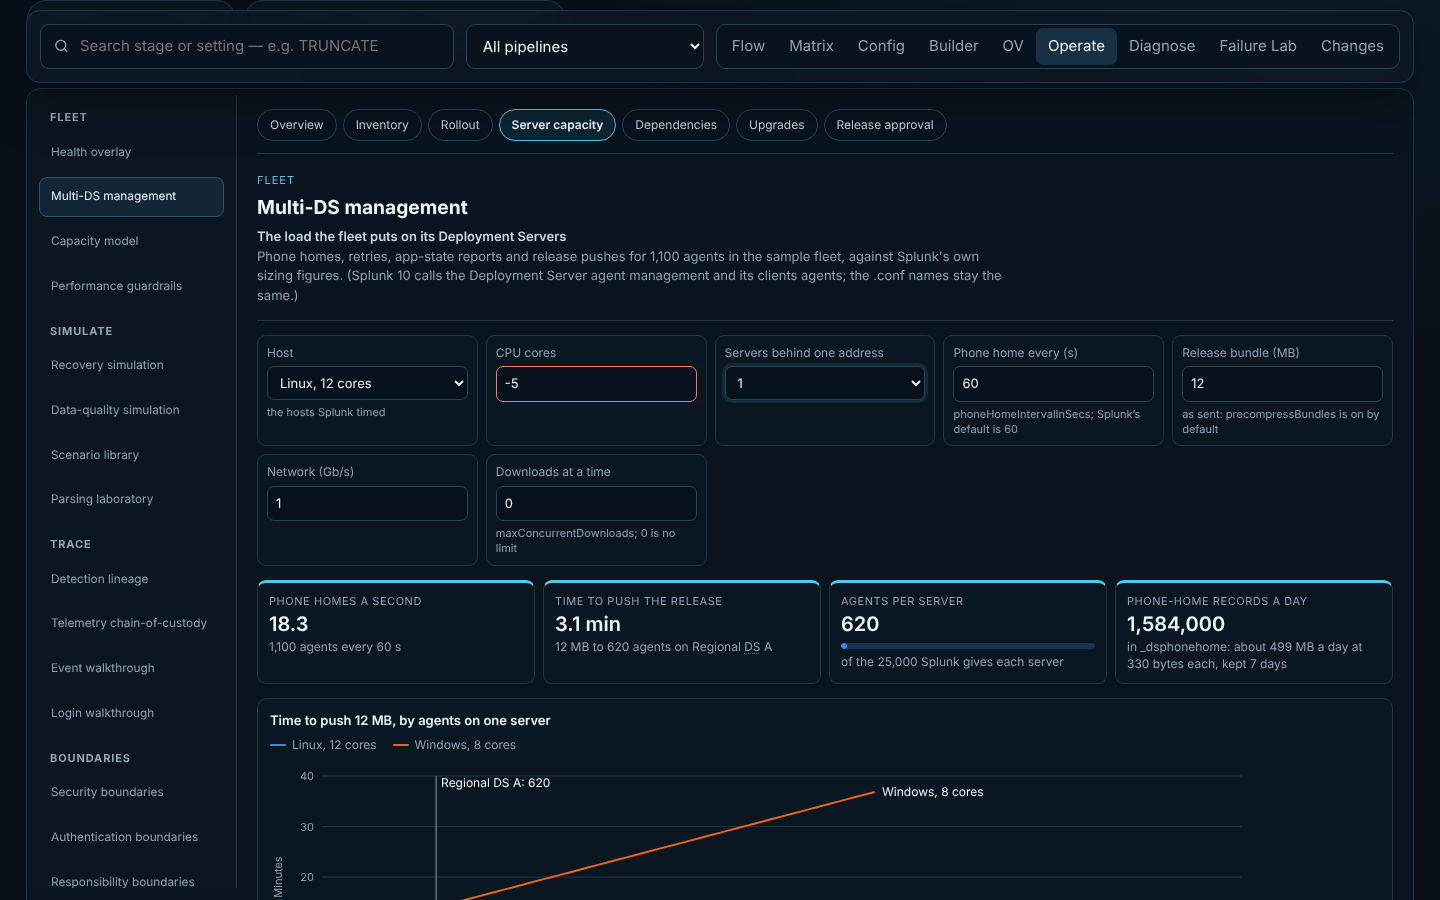 Search stage or setting — e.g. TRUNCATE
All pipelines
Flow
Matrix
Config
Builder
OV
Operate
Diagnose
Failure Lab
Changes
FLEET
Health overlay
Multi-DS management
Capacity model
Performance guardrails
SIMULATE
Recovery simulation
Data-quality simulation
Scenario library
Parsing laboratory
TRACE
Detection lineage
Telemetry chain-of-custody
Event walkthrough
Login walkthrough
BOUNDARIES
Security boundaries
Authentication boundaries
Responsibility boundaries
Overview
Inventory
Rollout
Server capacity
Dependencies
Upgrades
Release approval
FLEET
Multi-DS management
The load the fleet puts on its Deployment Servers
Phone homes, retries, app-state reports and release pushes for 1,100 agents in the sample fleet, against Splunk's own
sizing figures. (Splunk 10 calls the Deployment Server agent management and its clients agents; the .conf names stay the
same.)
Host
Linux, 12 cores
the hosts Splunk timed
CPU cores
-5
Servers behind one address
1
Phone home every (s)
60
phoneHomeIntervalInSecs; Splunk's
default is 60
Release bundle (MB)
12
as sent: precompressBundles is on by
default
Network (Gb/s)
1
Downloads at a time
0
maxConcurrentDownloads; 0 is no
limit
PHONE HOMES A SECOND
18.3
1,100 agents every 60 s
TIME TO PUSH THE RELEASE
3.1 min
12 MB to 620 agents on Regional DS A
AGENTS PER SERVER
620
of the 25,000 Splunk gives each server
PHONE-HOME RECORDS A DAY
1,584,000
in _dsphonehome: about 499 MB a day at
330 bytes each, kept 7 days
Time to push 12 MB, by agents on one server
Linux, 12 cores
Windows, 8 cores
40
Regional DS A: 620
Windows, 8 cores
30
20
Minutes